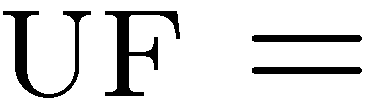 UF =